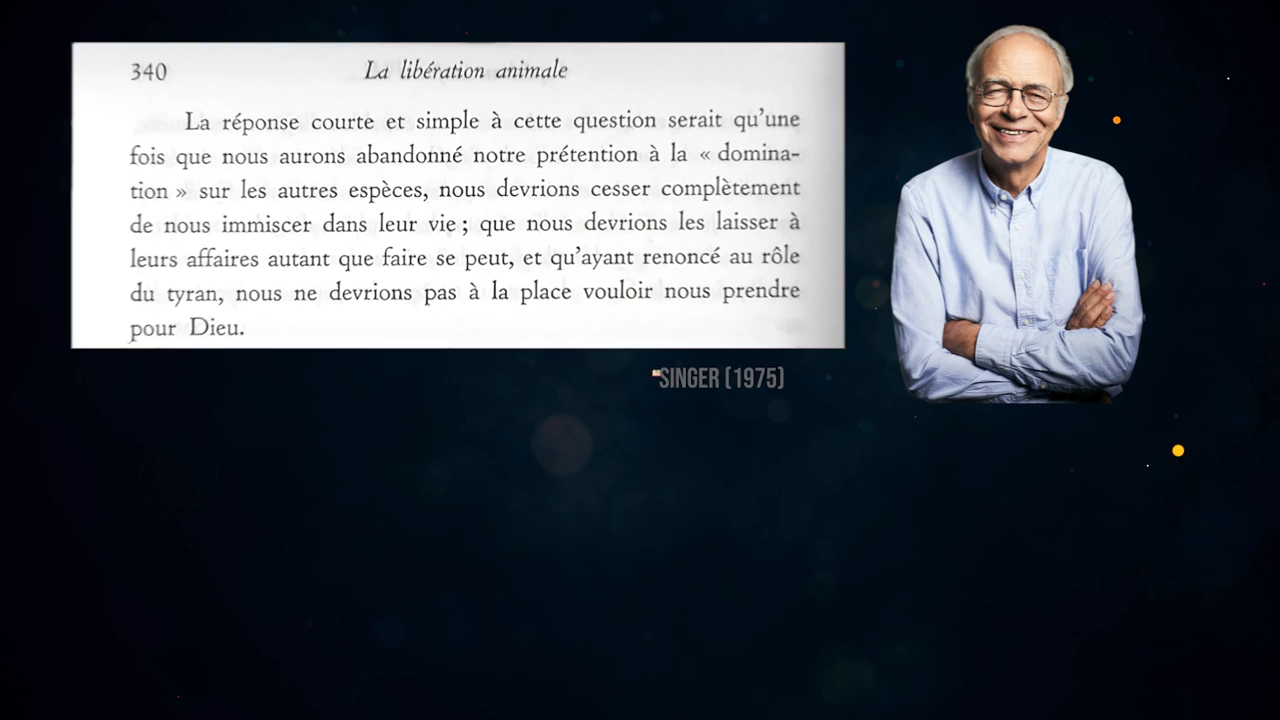 340
La libération animale
La réponse courte et simple à cette question serait qu'une
fois que nous aurons abandonné notre prétention à la « domina-
tion » sur les autres espèces, nous devrions cesser complètement
de nous immiscer dans leur vie ; que nous devrions les laisser à
leurs affaires autant que faire se peut, et qu'ayant renoncé au rôle
du tyran, nous ne devrions pas à la place vouloir nous prendre
pour Dieu.
SINGER (1975)